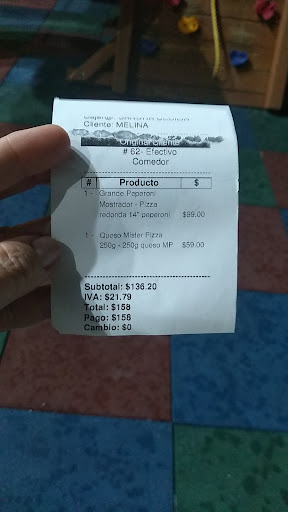 Cliente: MELINA
Original Cliente
# 62- Efectivo
Comedor
# Producto $
1 - Grande Peperoni
Mostrador - Pizza
redonda 14" peperoni $99.00
1 - Queso Mister Pizza
250g - 250g queso MP $59.00
Subtotal: $136.20
IVA: $21.79
Total: $158
Pago: $158
Cambio: $0